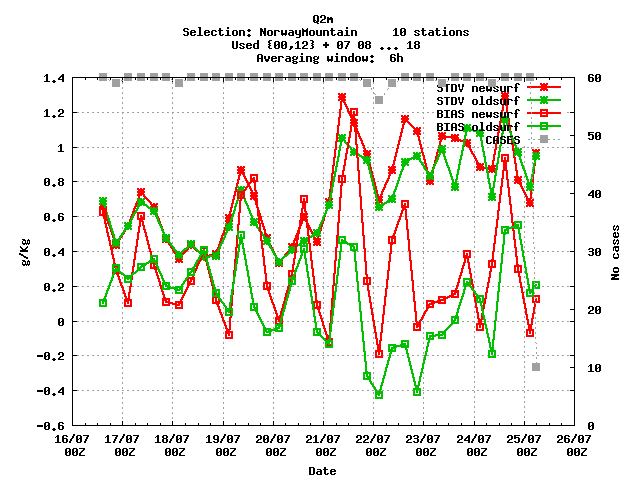 Q2m
Selection: NorwayMountain 10 stations
Used {00,12} + 07 08 ... 18
Averaging window: 6h
1.4
1.2
1
0.8
0.6
0.4
0.2
0
-0.2
-0.4
-0.6
g/Kg
STDV newsurf
STDV oldsurf
BIAS newsurf
BIAS oldsurf
CASES
60
50
40
30
20
10
0
No cases
16/07 17/07 18/07 19/07 20/07 21/07 22/07 23/07 24/07 25/07 26/07
00Z 00Z 00Z 00Z 00Z 00Z 00Z 00Z 00Z 00Z 00Z
Date